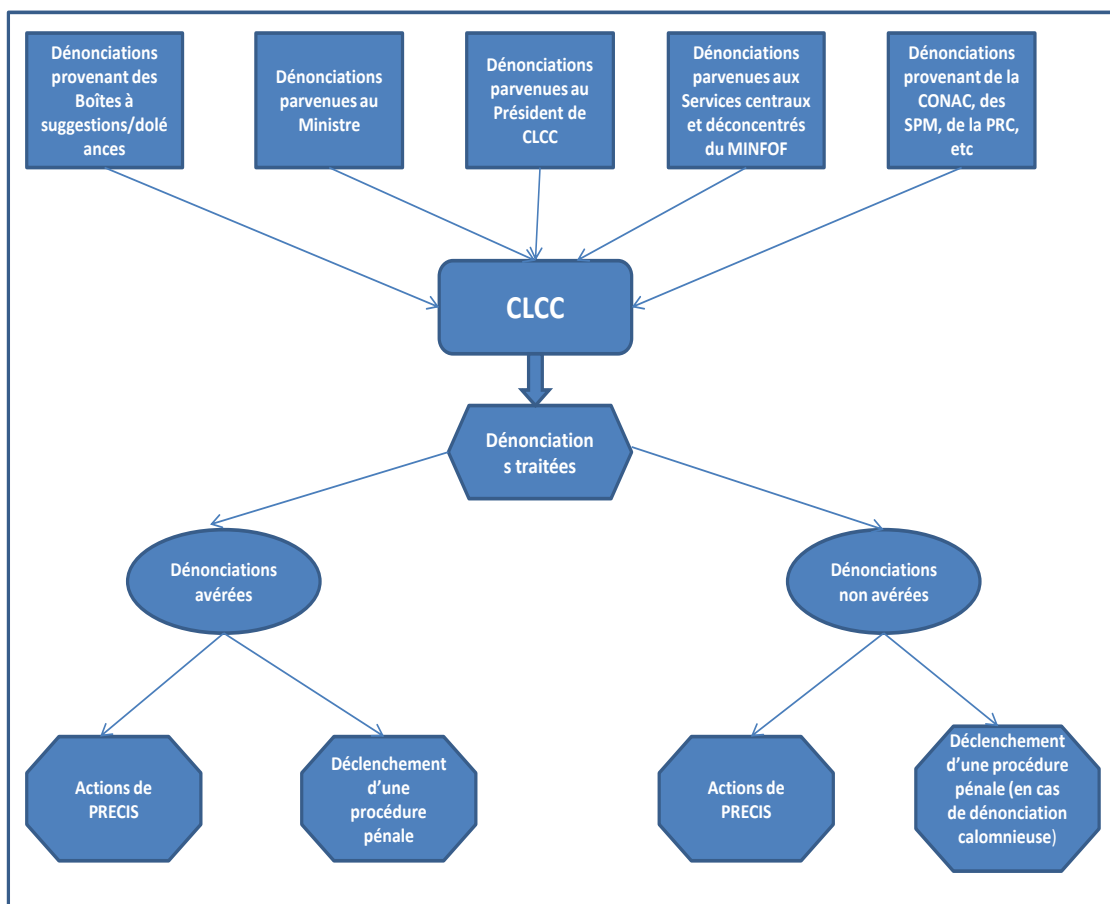 Dénonciations
provenant des
Boîtes à
suggestions/dolé
ances
Dénonciations
parvenues au
Ministre
Dénonciations
parvenues au
Président de
CLCC
Dénonciations
parvenues aux
Services centraux
et déconcentrés
du MINFOF
Dénonciations
provenant de la
CONAC, des
SPM, de la PRC,
etc
CLCC
Dénonciation
s traitées
Dénonciations
avérées
Dénonciations
non avérées
Actions de
PRECIS
Déclenchement
d'une
procédure
pénale
Actions de
PRECIS
Déclenchement
d'une procédure
pénale (en cas
de dénonciation
calomnieuse)